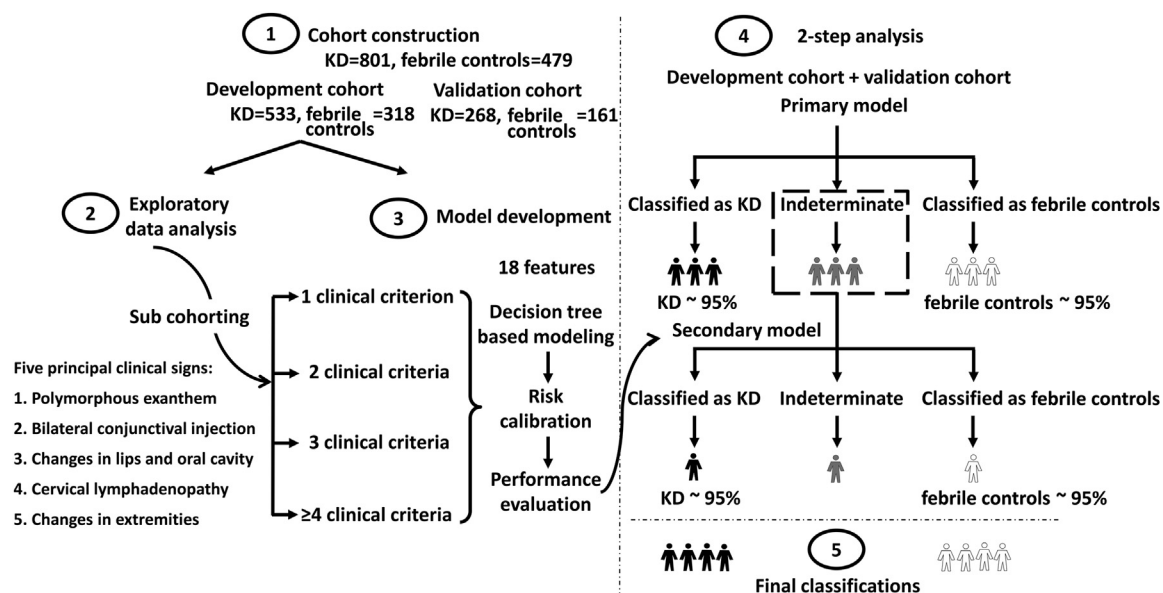 1 Cohort construction
KD=801, febrile controls=479
Development cohort
KD=533, febrile controls =318
Validation cohort
KD=268, febrile controls =161
2 Exploratory
data analysis
3 Model development
Sub cohorting
Five principal clinical signs:
1. Polymorphous exanthem
2. Bilateral conjunctival injection
3. Changes in lips and oral cavity
4. Cervical lymphadenopathy
5. Changes in extremities
1 clinical criterion
2 clinical criteria
3 clinical criteria
≥4 clinical criteria
18 features
Decision tree
based modeling
Risk
calibration
Performance
evaluation
4 2-step analysis
Development cohort + validation cohort
Primary model
Classified as KD
Indeterminate
Classified as febrile controls
KD ~ 95%
febrile controls ~ 95%
Secondary model
Classified as KD
Indeterminate
Classified as febrile controls
KD ~ 95%
febrile controls ~ 95%
5
Final classifications